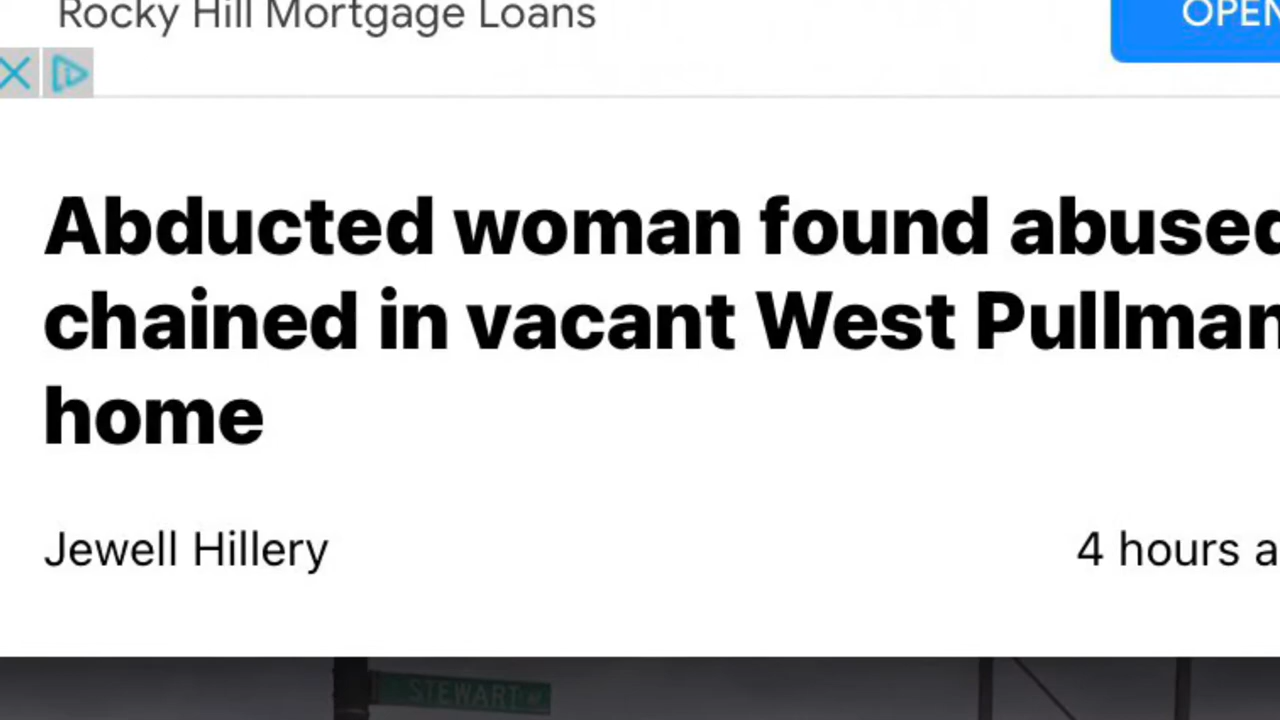 Rocky Hill Mortgage Loans
OPEN
Abducted woman found abused
chained in vacant West Pullman
home
Jewell Hillery
4 hours a
STEWART